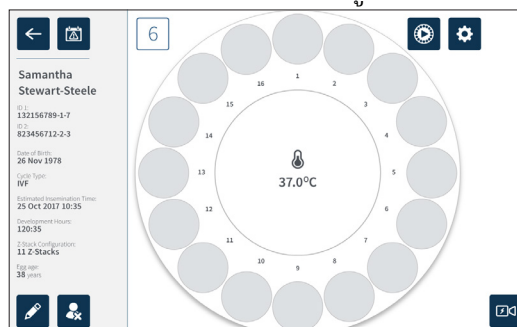 6
Samantha
Stewart-Steele
ID 1:
132156789-1-7
ID 2:
823456712-2-3
Date of Birth:
26 Nov 1978
Cycle Type:
IVF
Estimated Insemination Time:
25 Oct 2017 10:35
Development Hours:
120:35
Z-Stack Configuration:
11 Z-Stacks
Egg age:
38 years
1
2
3
4
5
6
7
8
9
10
11
12
13
14
15
16
37.0°C